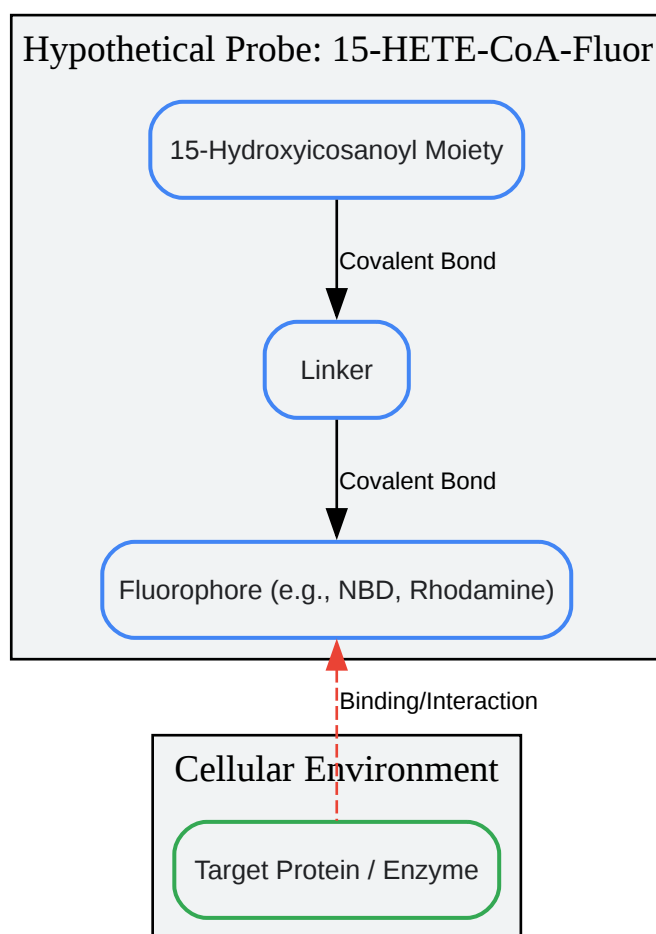 Hypothetical Probe: 15-HETE-CoA-Fluor
15-Hydroxyicosanoyl Moiety
Covalent Bond
Linker
Covalent Bond
Fluorophore (e.g., NBD, Rhodamine)
Binding/Interaction
Cellular Environment
Target Protein / Enzyme